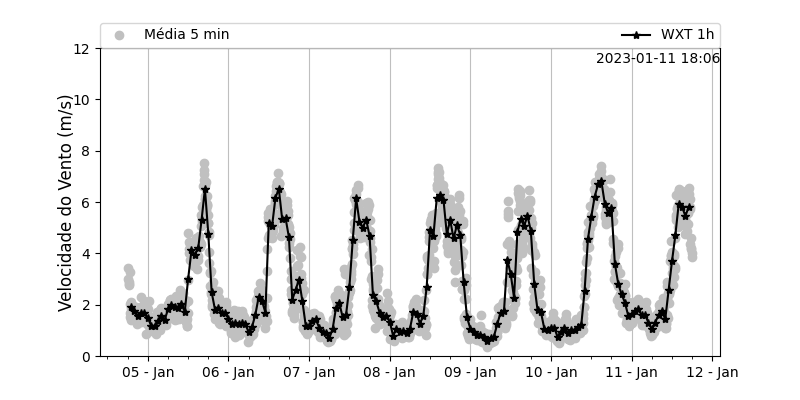 Média 5 min
WXT 1h
2023-01-11 18:06
Velocidade do Vento (m/s)
12
10
8
6
4
2
0
05 - Jan
06 - Jan
07 - Jan
08 - Jan
09 - Jan
10 - Jan
11 - Jan
12 - Jan